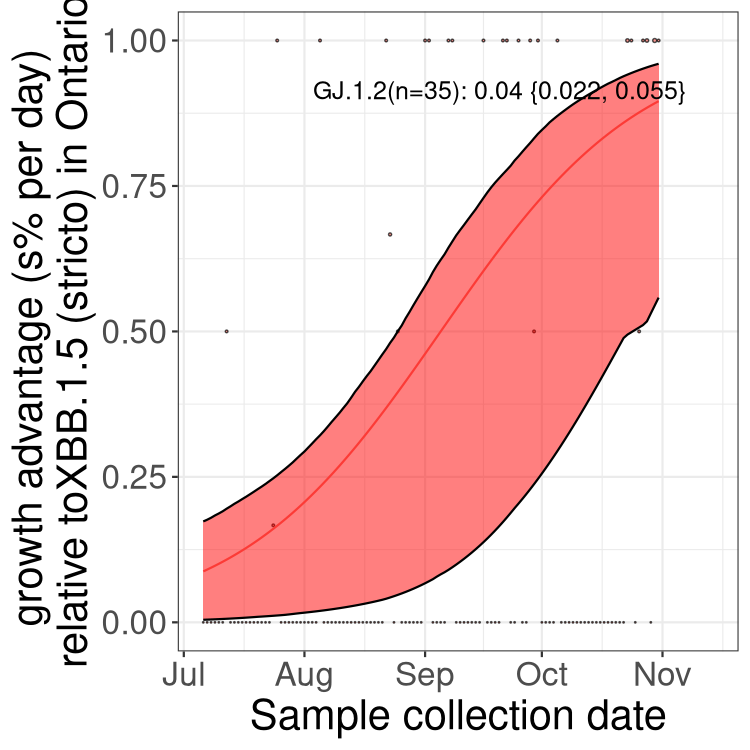 growth advantage (s% per day)
relative toXBB.1.5 (stricto) in Ontario
1.00
0.75
0.50
0.25
0.00
GJ.1.2(n=35): 0.04 {0.022, 0.055}
Jul Aug Sep Oct Nov
Sample collection date